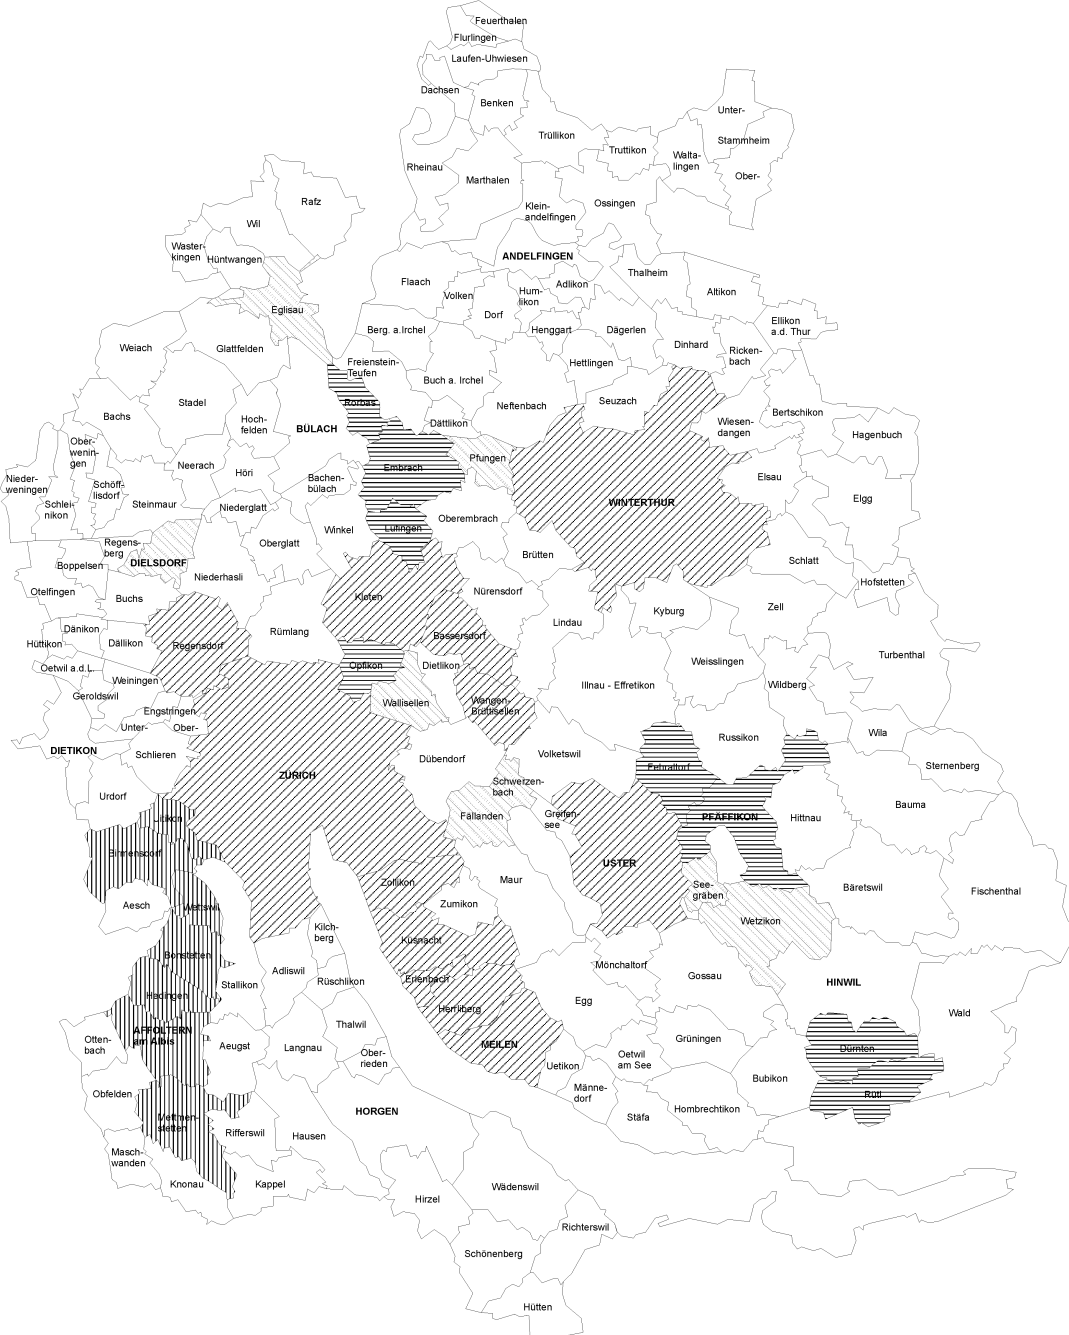 Feuerthalen
Flurlingen
Laufen-Uhwiesen
Dachsen
Benken
Unter-
Trüllikon
Stammheim
Truttikon
Walta-
lingen
Rheinau
Ober-
Marthalen
Rafz
Ossingen
Klein-
andelfingen
Wil
Waster-
kingen
Hüntwangen
ANDELFINGEN
Thalheim
Flaach
Adlikon
Altikon
Volken
Hum-
likon
Eglisau
Dorf
Ellikon
a.d. Thur
Berg. a.Irchel
Henggart
Dägerlen
Dinhard
Weiach
Glattfelden
Ricken-
bach
Freienstein-
Teufen
Hettlingen
Buch a. Irchel
Stadel
Rorbas
Neftenbach
Seuzach
Bachs
Hoch-
felden
Dättlikon
Wiesen-
dangen
Bertschikon
BÜLACH
Hagenbuch
Ober-
wenin-
gen
Pfungen
Neerach
Höri
Embrach
Nieder-
weningen
Schöff-
lisdorf
Bachen-
bülach
Elsau
Elgg
Schlei-
nikon
Steinmaur
Niederglatt
WINTERTHUR
Oberembrach
Winkel
Lufingen
Regens-
berg
Oberglatt
Brütten
DIELSDORF
Boppelsen
Schlatt
Niederhasli
Hofstetten
Otelfingen
Buchs
Kloten
Nürensdorf
Kyburg
Zell
Lindau
Dänikon
Rümlang
Bassersdorf
Hüttikon
Dällikon
Regensdorf
Turbenthal
Oetwil a.d.L.
Opfikon
Dietlikon
Weisslingen
Weiningen
Illnau - Effretikon
Wildberg
Geroldswil
Wallisellen
Wangen-
Brüttisellen
Engstringen
Unter-
Ober-
Wila
Russikon
DIETIKON
Schlieren
Dübendorf
Volketswil
Fehraltorf
Sternenberg
ZÜRICH
Schwerzen-
bach
Urdorf
Bauma
Fällanden
Greifen-
see
PFÄFFIKON
Hittnau
Uitikon
Birmensdorf
USTER
Zollikon
Maur
See-
gräben
Bäretswil
Fischenthal
Aesch
Wettswil
Zumikon
Wetzikon
Kilch-
berg
Küsnacht
Bonstetten
Mönchaltorf
Adliswil
Erlenbach
Gossau
Stallikon
Rüschlikon
HINWIL
Hedingen
Egg
Herrliberg
Wald
Thalwil
AFFOLTERN
am Albis
Otten-
bach
Aeugst
Langnau
MEILEN
Grüningen
Dürnten
Ober-
rieden
Uetikon
Oetwil
am See
Bubikon
Obfelden
Männe-
dorf
Rüti
HORGEN
Hombrechtikon
Mettmen-
stetten
Stäfa
Rifferswil
Hausen
Masch-
wanden
Knonau
Kappel
Wädenswil
Hirzel
Richterswil
Schönenberg
Hütten